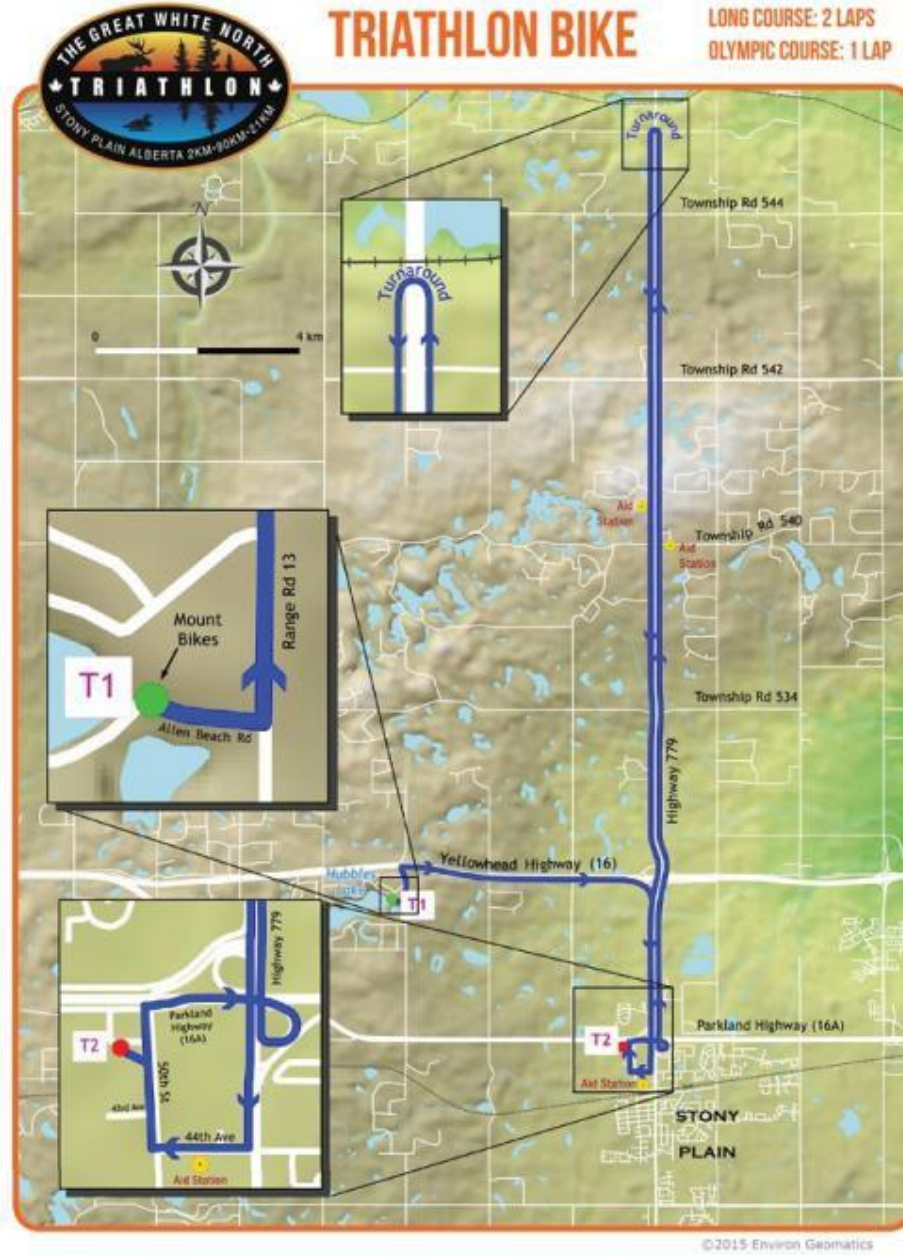 THE GREAT WHITE NORTH
TRIATHLON
STONY PLAIN ALBERTA 2KM-90KM-21KM
TRIATHLON BIKE
LONG COURSE: 2 LAPS
OLYMPIC COURSE: 1 LAP
Turnaround
Township Rd 544
N
Turnaround
0 4 km
Township Rd 542
Aid
Station
Township Rd 540
Aid
Station
Range Rd 13
Mount
Bikes
T1
Allen Beach Rd
Township Rd 534
Highway 779
Yellowhead Highway (16)
Hubbles
Lake
T1
Highway 779
Parkland
Highway
(16A)
T2
50th St
43rd Ave
44th Ave
Aid Station
Parkland Highway (16A)
T2
Aid Station
STONY
PLAIN
©2015 Environ Geomatics